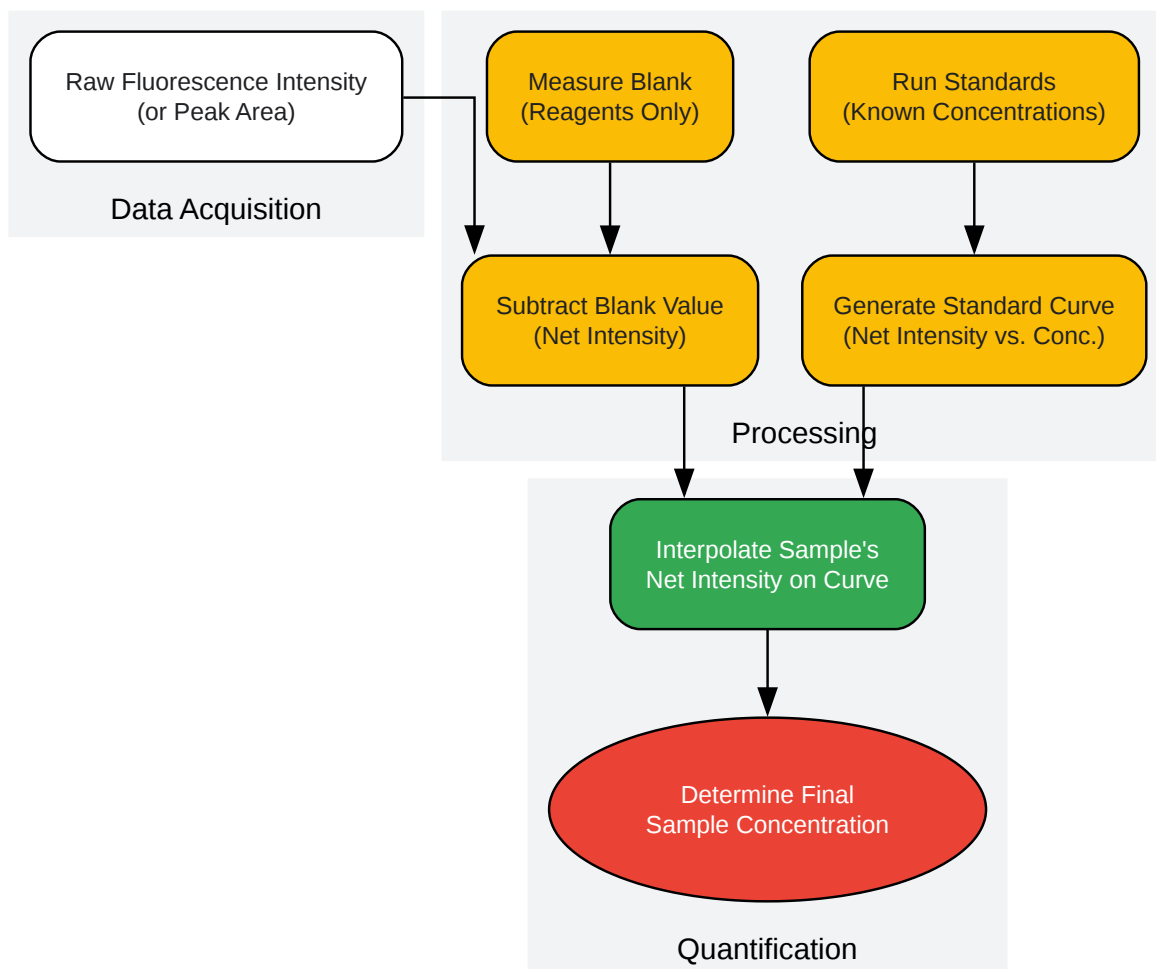 Raw Fluorescence Intensity
(or Peak Area)
Data Acquisition
Measure Blank
(Reagents Only)
Run Standards
(Known Concentrations)
Subtract Blank Value
(Net Intensity)
Generate Standard Curve
(Net Intensity vs. Conc.)
Processing
Interpolate Sample's
Net Intensity on Curve
Determine Final
Sample Concentration
Quantification